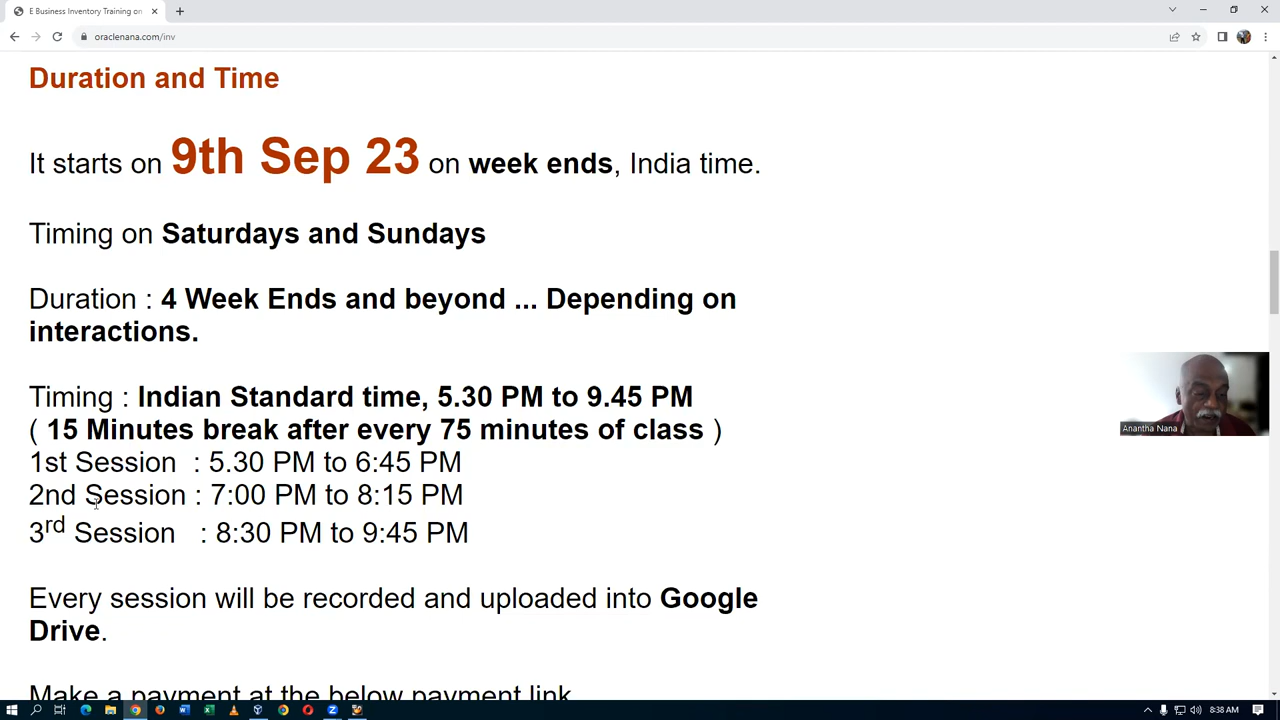 E Business Inventory Training on
oraclenana.com/inv
Duration and Time
It starts on 9th Sep 23 on week ends, India time.
Timing on Saturdays and Sundays
Duration : 4 Week Ends and beyond ... Depending on
interactions.
Timing : Indian Standard time, 5.30 PM to 9.45 PM
( 15 Minutes break after every 75 minutes of class )
1st Session : 5.30 PM to 6:45 PM
2nd Session : 7:00 PM to 8:15 PM
3rd Session : 8:30 PM to 9:45 PM
Anantha Nana
Every session will be recorded and uploaded into Google
Drive.
Make a payment at the below payment link
8:38 AM